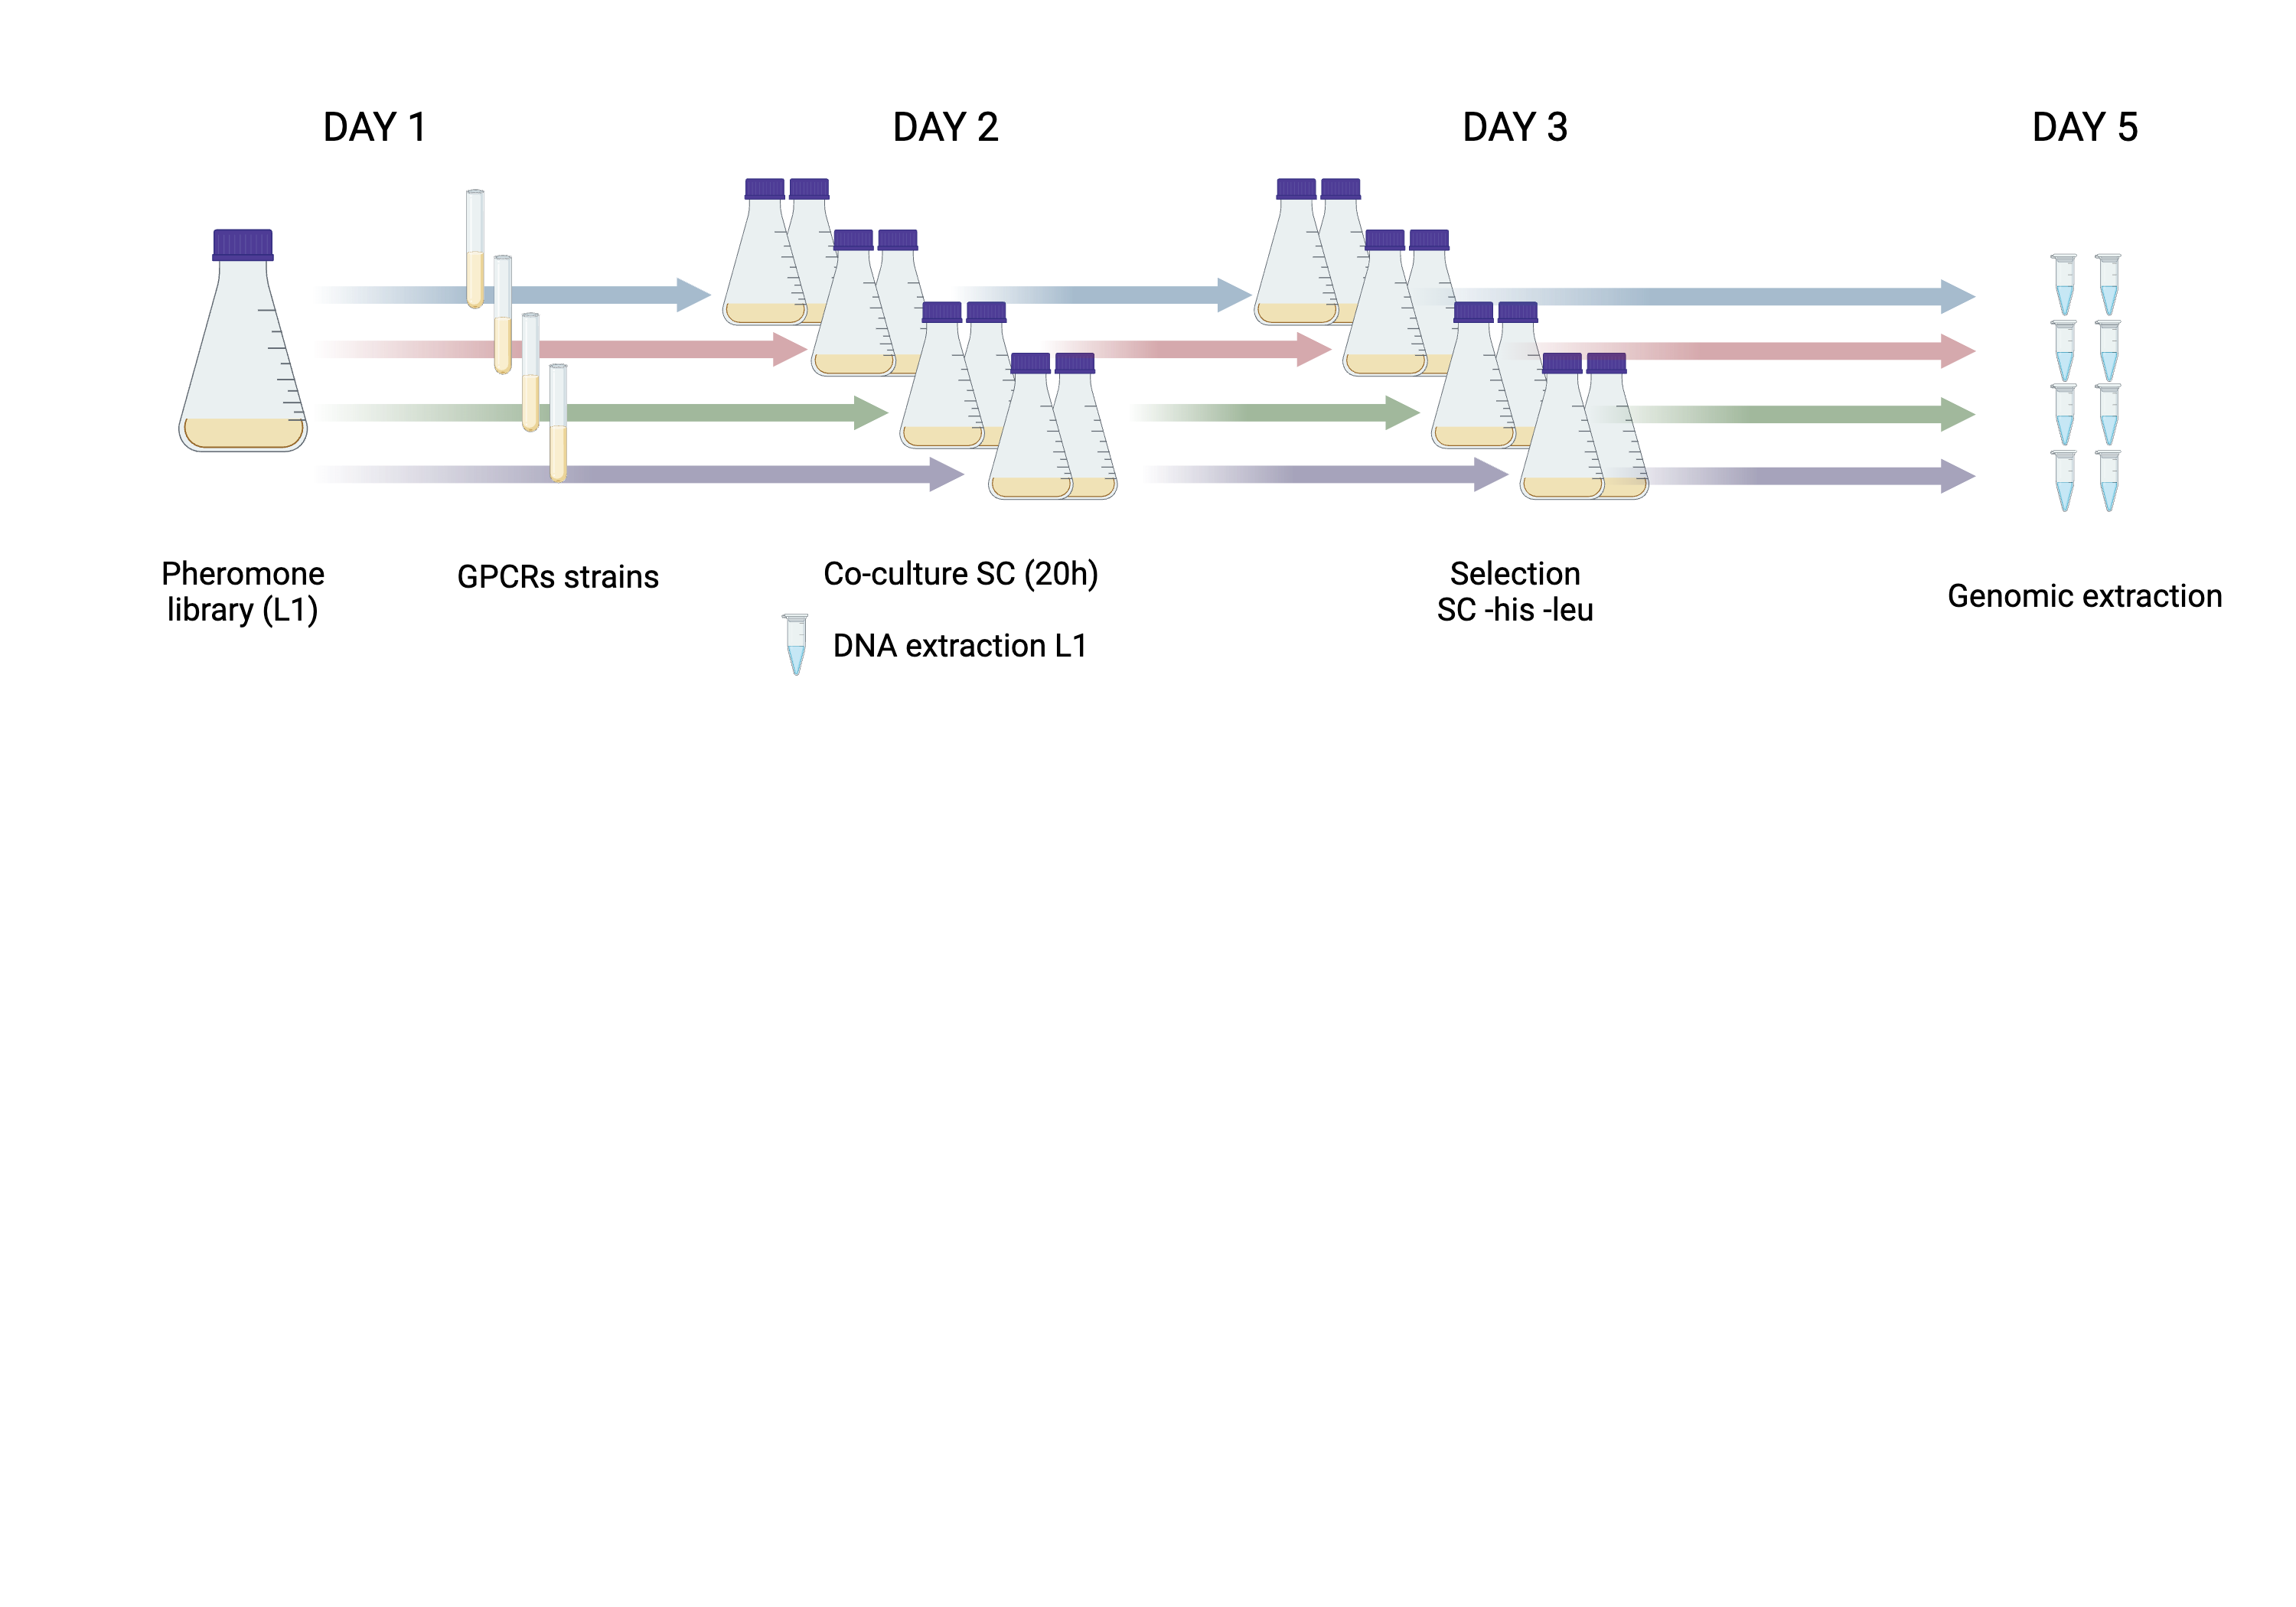 DAY 1
DAY 2
DAY 3
DAY 5
Pheromone
library (L1)
GPCRs strains
Co-culture SC (20h)
DNA extraction L1
Selection
SC -his -leu
Genomic extraction